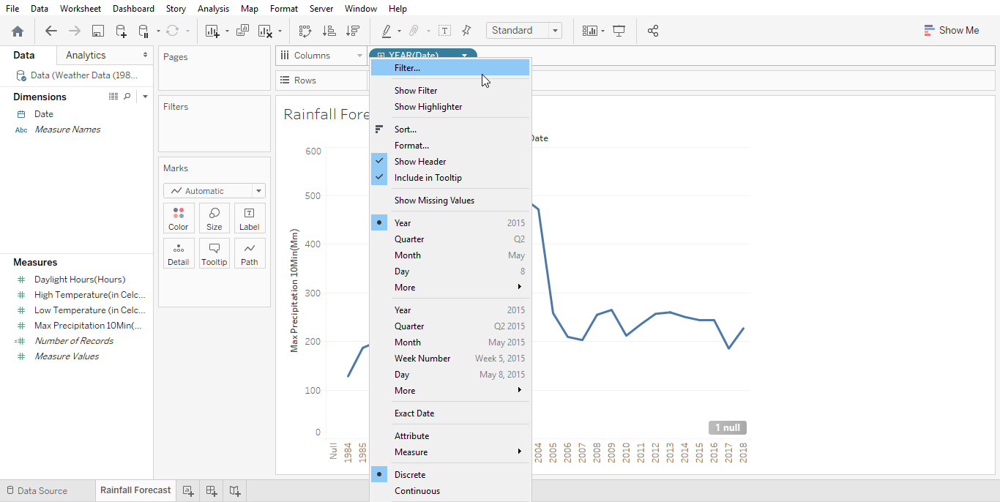 File Data Worksheet Dashboard Story Analysis Map Format Server Window Help
Standard
Show Me
Data Analytics
Data (Weather Data (198...
Dimensions
Date
Abc Measure Names
Measures
Daylight Hours(Hours)
High Temperature(in Celc...
Low Temperature (in Celc...
Max Precipitation 10Min(...
Number of Records
Measure Values
Pages
Filters
Marks
Automatic
Color Size Label
Detail Tooltip Path
Columns
YEAR(Date)
Rows
Rainfall Fore
Date
Max Precipitation 10Min(Mm)
600
500
400
300
200
100
0
Null 1984 1985 2004 2005 2006 2007 2008 2009 2010 2011 2012 2013 2014 2015 2016 2017 2018
1 null
Filter...
Show Filter
Show Highlighter
Sort...
Format...
Show Header
Include in Tooltip
Show Missing Values
Year 2015
Quarter Q2
Month May
Day 8
More
Year 2015
Quarter Q2 2015
Month May 2015
Week Number Week 5, 2015
Day May 8, 2015
More
Exact Date
Attribute
Measure
Discrete
Continuous
Data Source Rainfall Forecast